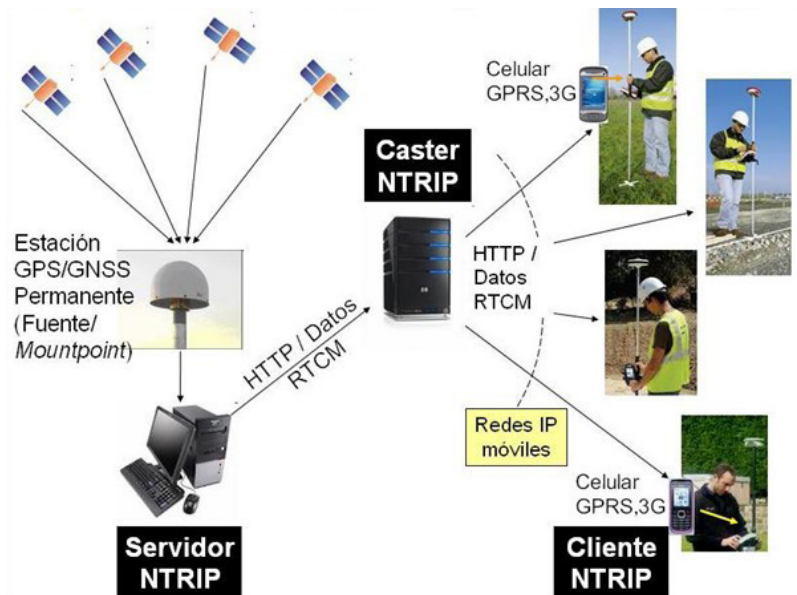 Celular
GPRS,3G
Caster
NTRIP
Estación
GPS/GNSS
Permanente
(Fuente/
Mountpoint)
HTTP / Datos
RTCM
HTTP /
Datos
RTCM
Redes IP
móviles
Celular
GPRS,3G
Servidor
NTRIP
Cliente
NTRIP